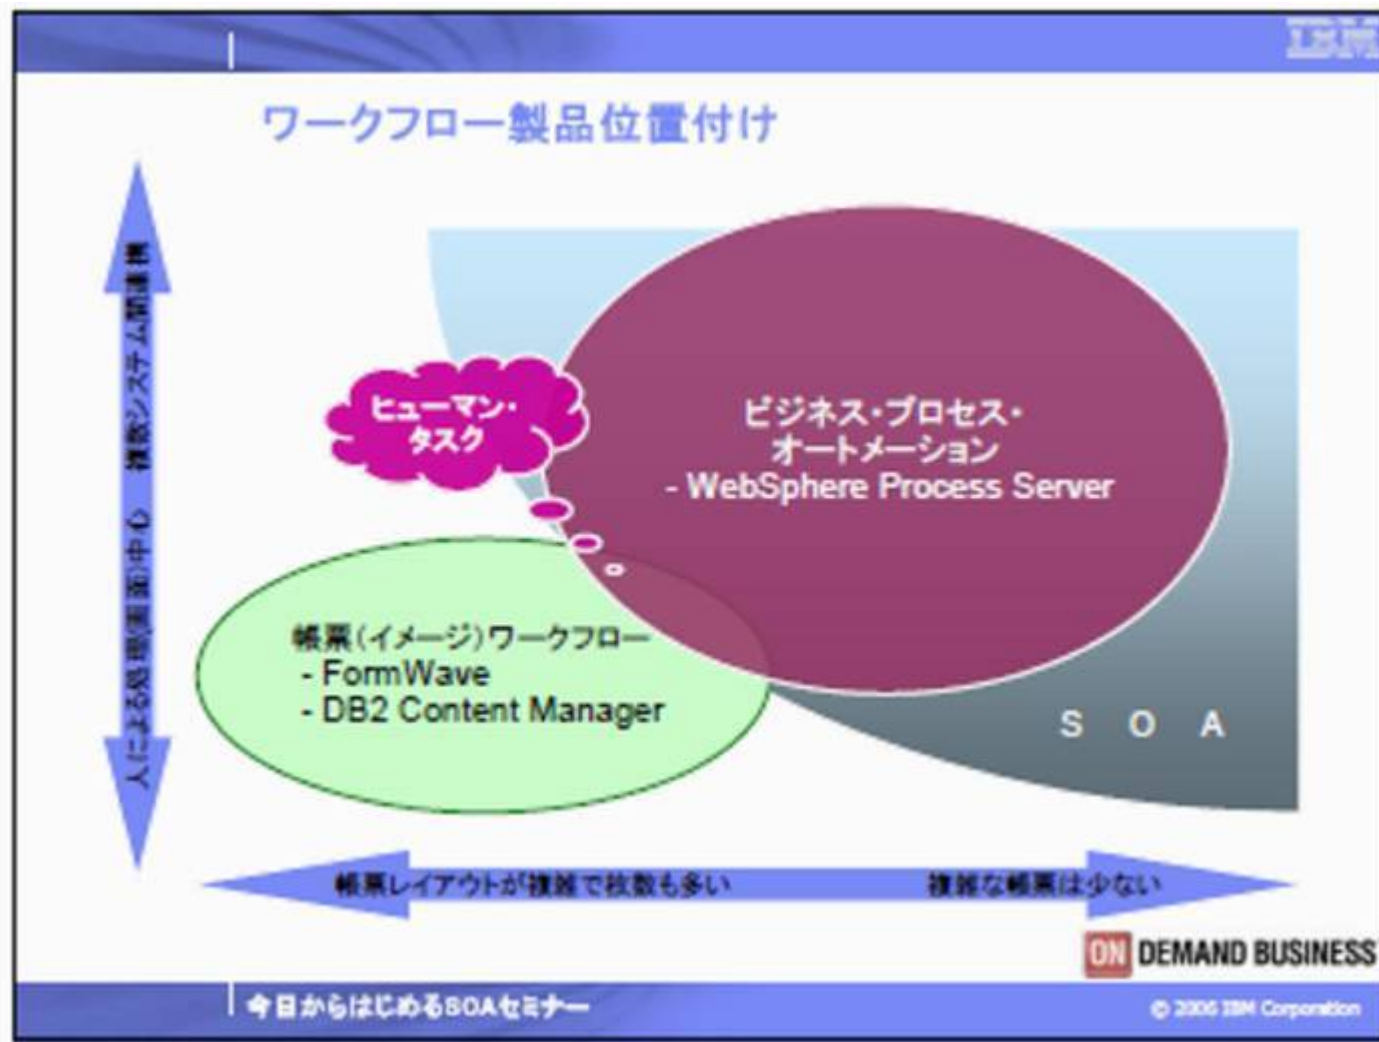 IBM
ワークフロー製品位置付け
複数システム間連携
人による処理(画面)中心
ヒューマン・
タスク
ビジネス・プロセス・
オートメーション
- WebSphere Process Server
帳票(イメージ)ワークフロー
- FormWave
- DB2 Content Manager
S O A
帳票レイアウトが複雑で枚数も多い
複雑な帳票は少ない
ON DEMAND BUSINESS
今日からはじめるSOAセミナー
© 2006 IBM Corporation